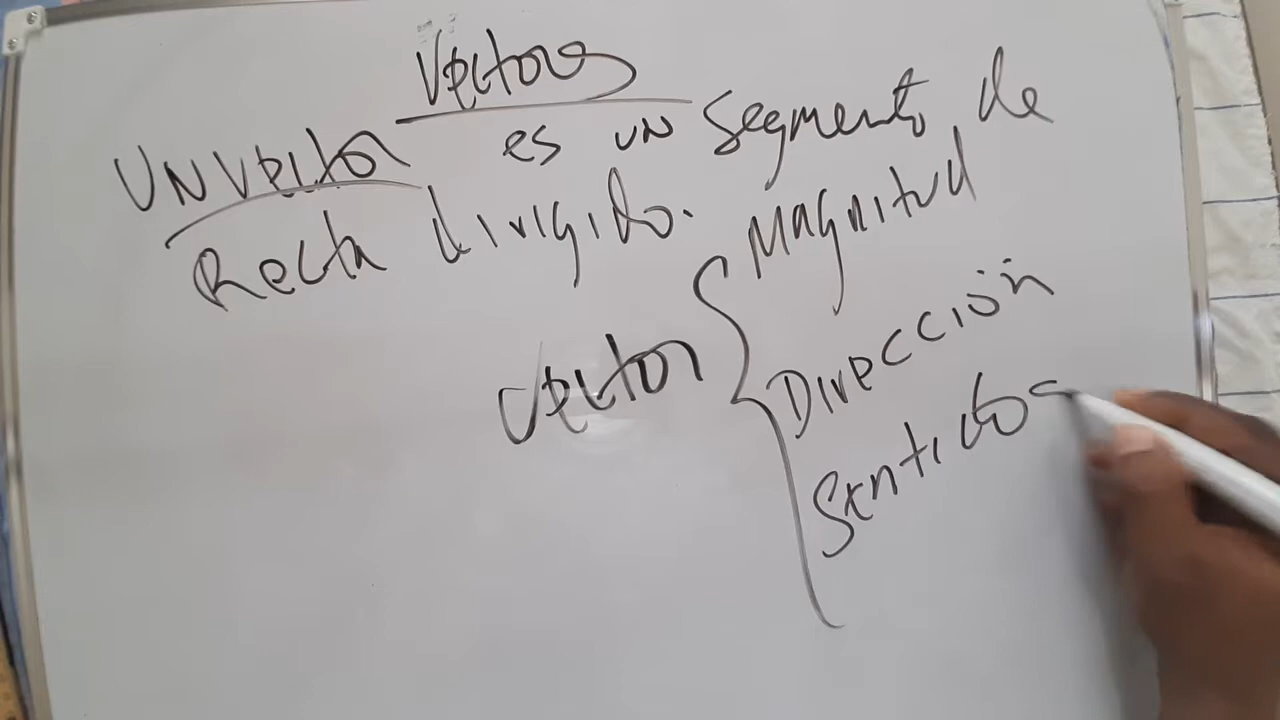 Vectores
UN Vector es un segmento de
Recta dirigido.
Vector { Magnitud
Dirección
Sentido